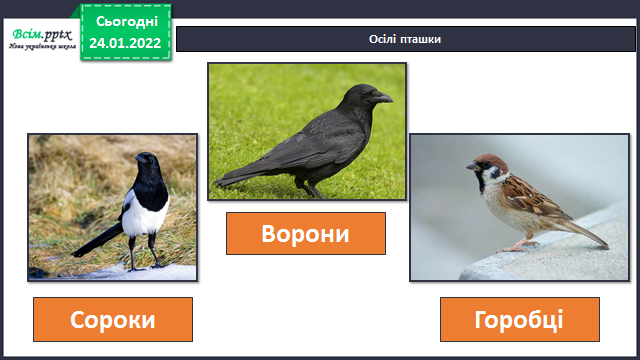 Всім.pptx
Нова українська школа
Сьогодні
24.01.2022
Осілі пташки
Ворони
Сороки
Горобці